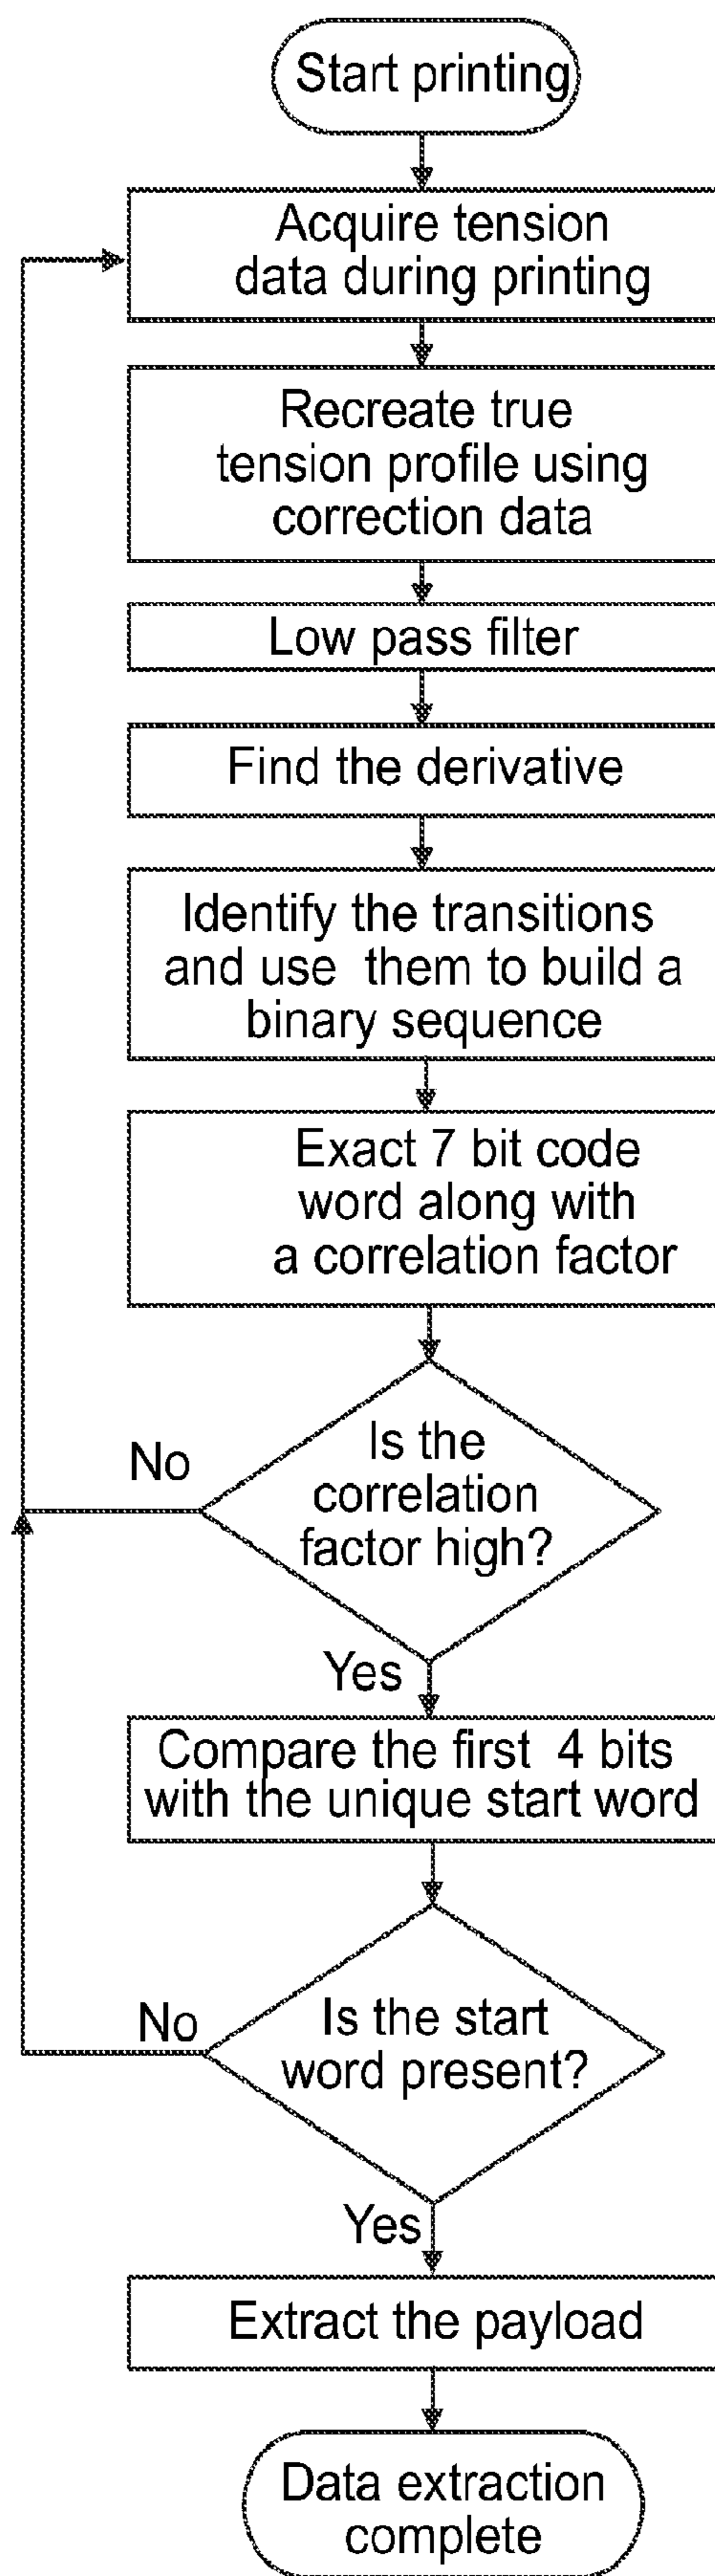 Start printing
Acquire tension
data during printing
Recreate true
tension profile using
correction data
Low pass filter
Find the derivative
Identify the transitions
and use them to build a
binary sequence
Exact 7 bit code
word along with
a correlation factor
No
Is the
correlation
factor high?
Yes
Compare the first 4 bits
with the unique start word
No
Is the start
word present?
Yes
Extract the payload
Data extraction
complete